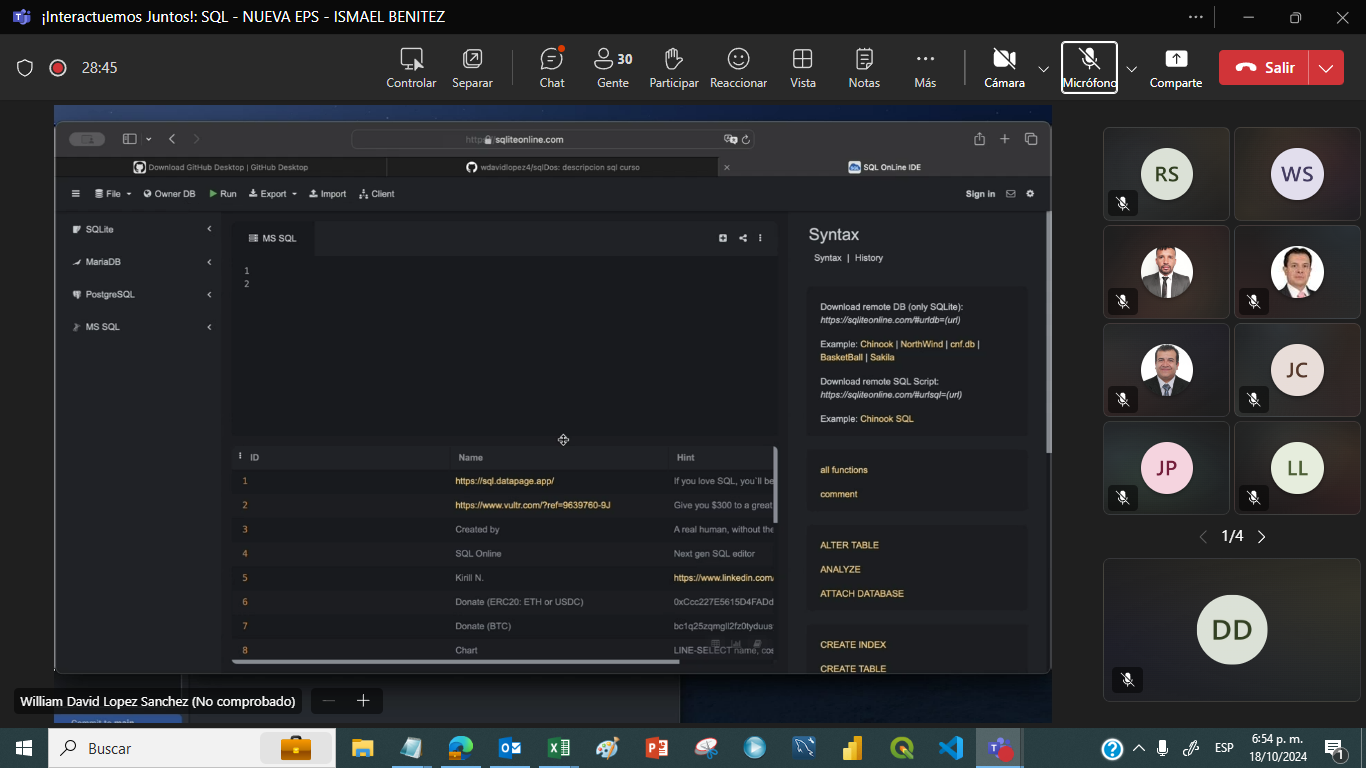 ¡Interactuemos Juntos!: SQL - NUEVA EPS - ISMAEL BENITEZ
28:45
Controlar
Separar
Chat
30
Gente
Participar
Reaccionar
Vista
Notas
Más
Cámara
Micrófono
Comparte
Salir
sqliteonline.com
Download GitHub Desktop | GitHub Desktop
wdavidlopez4/sqlDos: descripcion sql curso
SQL OnLine IDE
File
Owner DB
Run
Export
Import
Client
Sign in
SQLite
MariaDB
PostgreSQL
MS SQL
MS SQL
1
2
Syntax
Syntax | History
Download remote DB (only SQLite):
https://sqliteonline.com/#urldb=(url)
Example: Chinook | NorthWind | cnf.db |
BasketBall | Sakila
Download remote SQL Script:
https://sqliteonline.com/#urlsql=(url)
Example: Chinook SQL
all functions
comment
ALTER TABLE
ANALYZE
ATTACH DATABASE
CREATE INDEX
CREATE TABLE
ID Name Hint
1 https://sql.datapage.app/ If you love SQL, you`ll be
2 https://www.vultr.com/?ref=9639760-9J Give you $300 to a great
3 Created by A real human, without the
4 SQL Online Next gen SQL editor
5 Kirill N. https://www.linkedin.com/
6 Donate (ERC20: ETH or USDC) 0xCcc227E5615D4FADd
7 Donate (BTC) bc1q25zqmgll2fz0tyduus
8 Chart LINE-SELECT name, cos
RS
WS
JC
JP
LL
1/4
DD
William David Lopez Sanchez (No comprobado)
Commit to main
Buscar
ESP
6:54 p. m.
18/10/2024
1